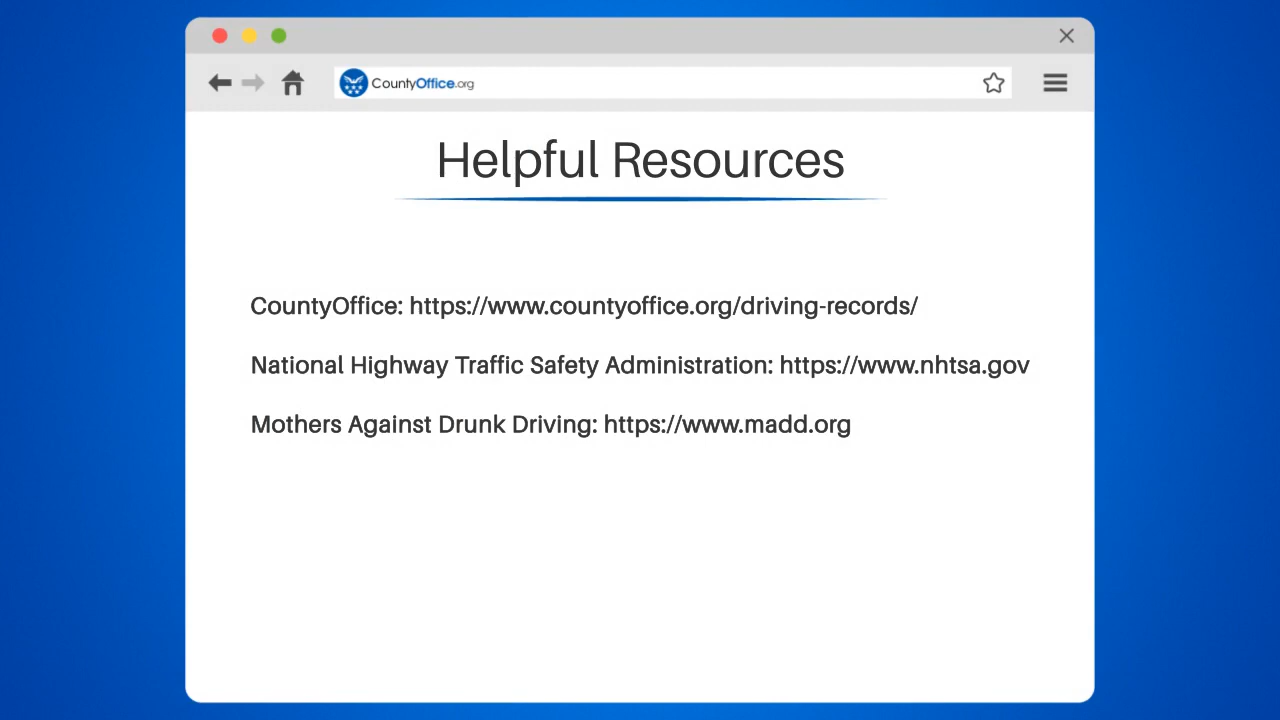 CountyOffice.org
Helpful Resources
CountyOffice: https://www.countyoffice.org/driving-records/
National Highway Traffic Safety Administration: https://www.nhtsa.gov
Mothers Against Drunk Driving: https://www.madd.org